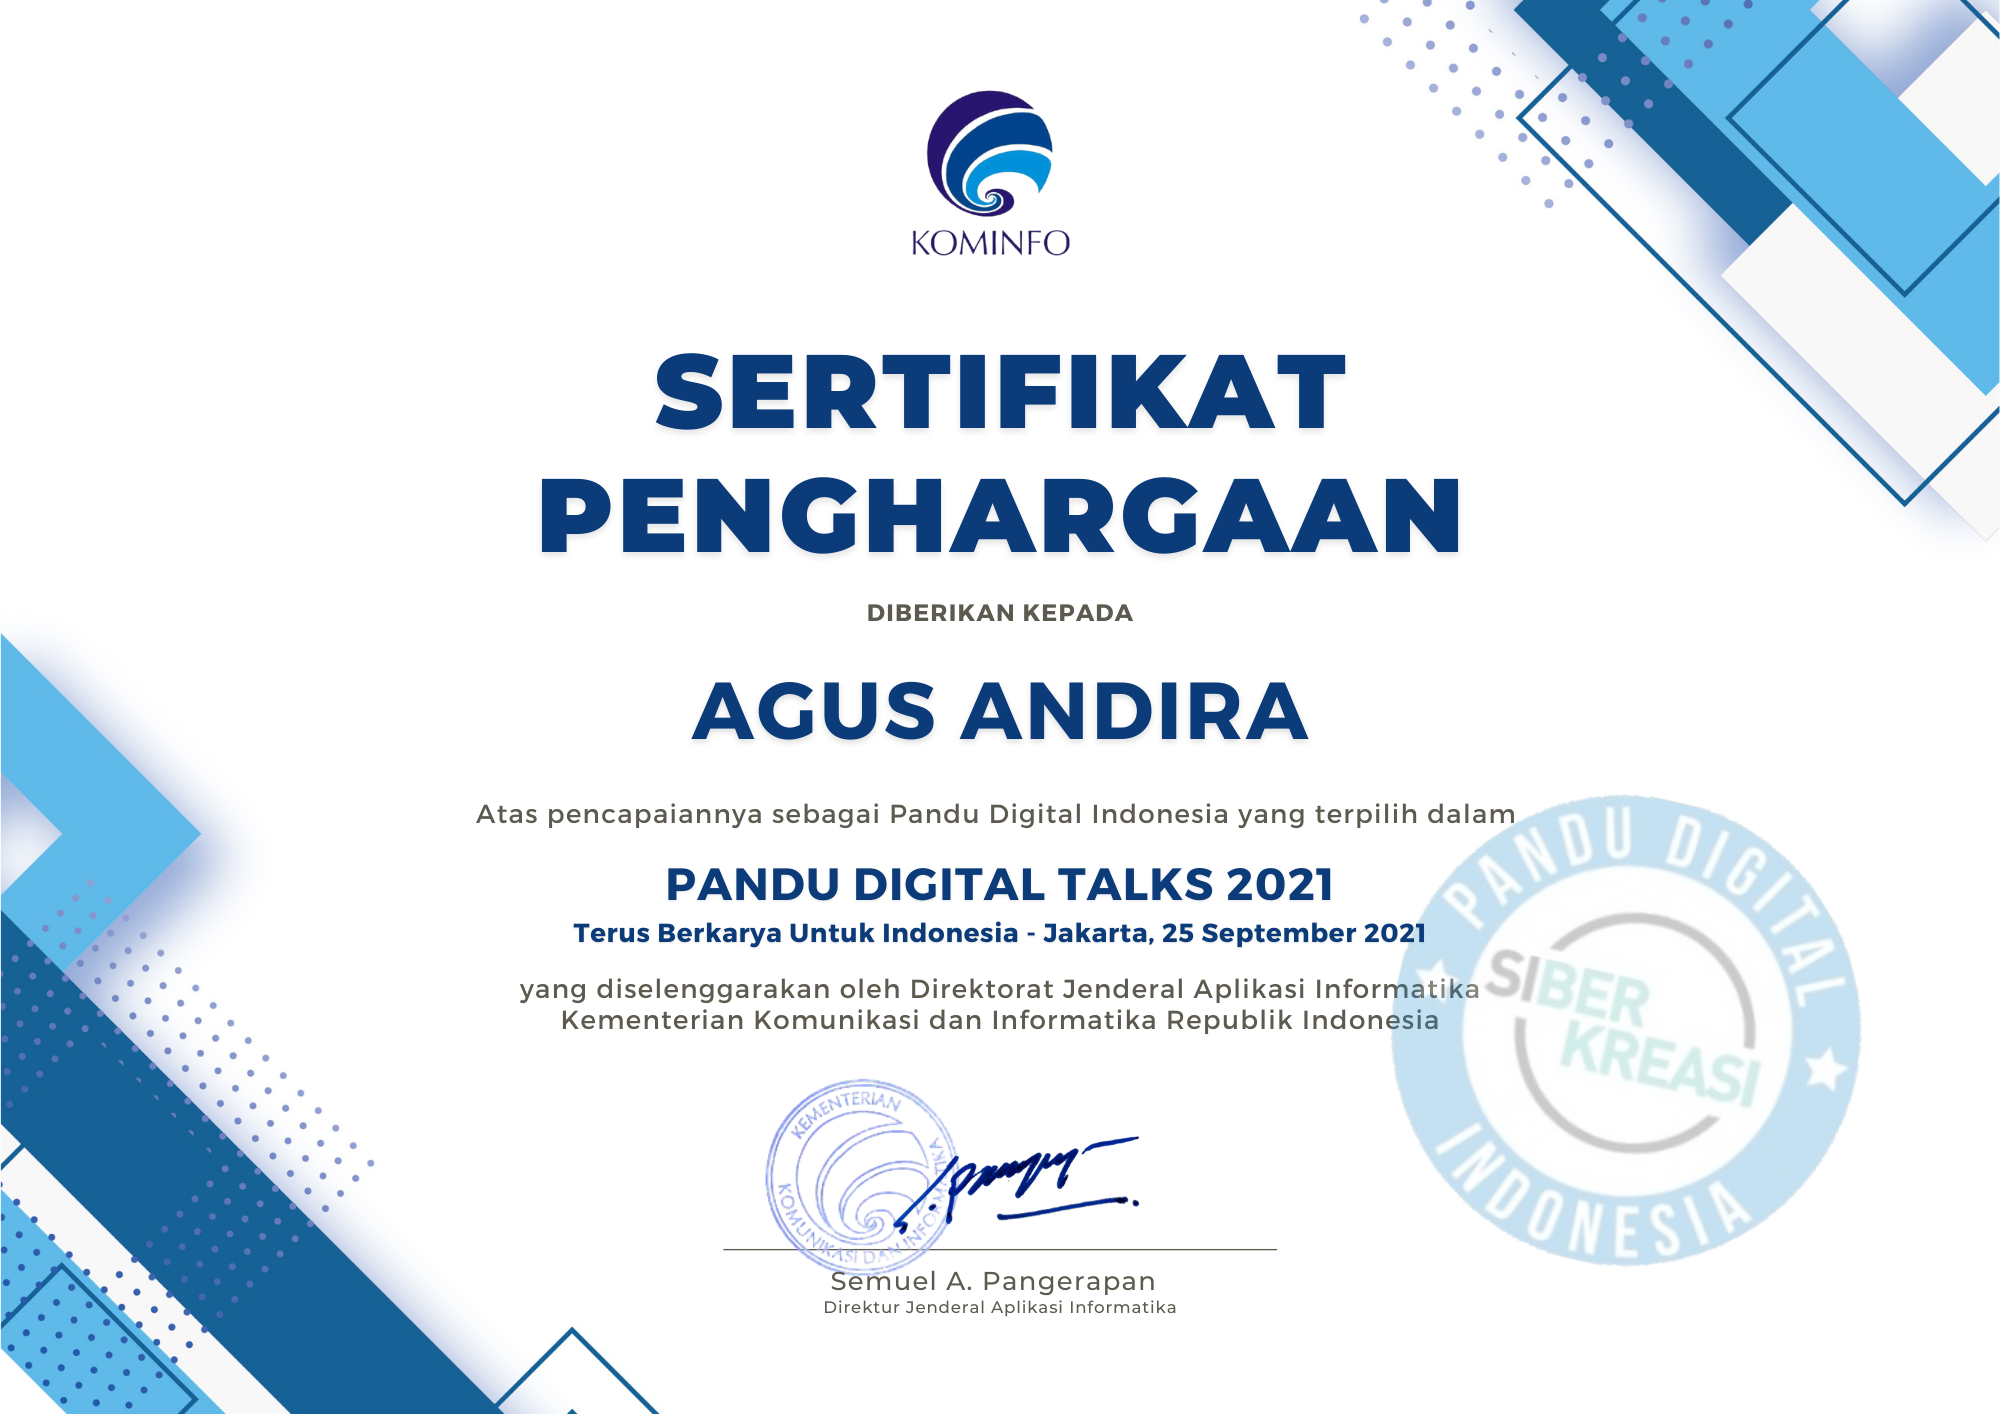 KOMINFO
SERTIFIKAT
PENGHARGAAN
DIBERIKAN KEPADA
AGUS ANDIRA
Atas pencapaiannya sebagai Pandu Digital Indonesia yang terpilih dalam
PANDU DIGITAL TALKS 2021
Terus Berkarya Untuk Indonesia - Jakarta, 25 September 2021
yang diselenggarakan oleh Direktorat Jenderal Aplikasi Informatika
Kementerian Komunikasi dan Informatika Republik Indonesia
PANDU DIGITAL
SIBER
KREASI
INDONESIA
KEMENTERIAN
KOMUNIKASI DAN INFORMATIKA
Semuel A. Pangerapan
Direktur Jenderal Aplikasi Informatika